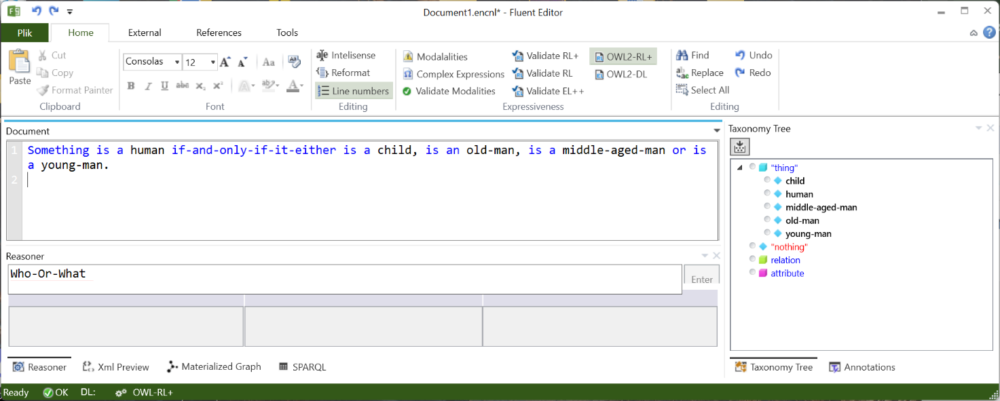 Document1.encnl* - Fluent Editor
Plik Home External References Tools
Paste
Cut
Copy
Format Painter
Clipboard
Consolas 12
Font
Intelisense
Reformat
Line numbers
Editing
Modalalities
Complex Expressions
Validate Modalities
Validate RL+
Validate RL
Validate EL++
OWL2-RL+
OWL2-DL
Expressiveness
Find
Replace
Select All
Undo
Redo
Editing
Document
1 Something is a human if-and-only-if-it-either is a child, is an old-man, is a middle-aged-man or is
a young-man.
2
Reasoner
Who-Or-What
Enter
Reasoner Xml Preview Materialized Graph SPARQL
Taxonomy Tree
"thing"
child
human
middle-aged-man
old-man
young-man
"nothing"
relation
attribute
Taxonomy Tree Annotations
Ready OK DL: OWL-RL+